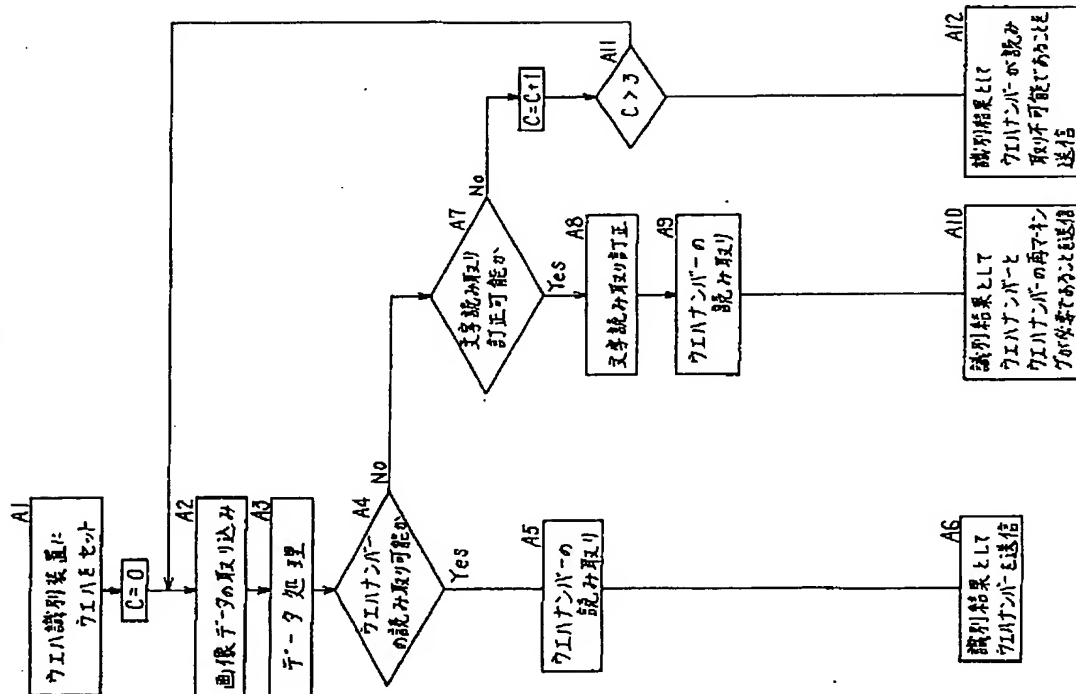 A1
ウエハ識別装置に
ウエハをセット
C=0
A2
画像データの取り込み
A3
データ処理
A4
ウエハナンバー
の読み取り可能か
No
Yes
A5
ウエハナンバーの
読み取り
A6
識別結果として
ウエハナンバーを送信
A7
文字読み取り
訂正可能か
No
Yes
A8
文字読み取り訂正
A9
ウエハナンバーの
読み取り
A10
識別結果として
ウエハナンバーと
ウエハナンバーの再マーキン
グが必要であることを送信
C=C+1
A11
C>3
A12
識別結果として
ウエハナンバーが読み
取り不可能であることを
送信